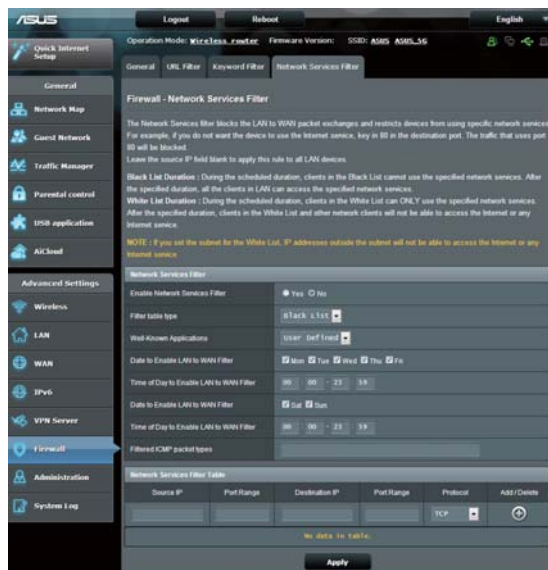 ASUS
Logout
Reboot
English
Quick Internet Setup
Operation Mode: Wireless router Firmware Version: SSID: ASUS ASUS_5G
General
URL Filter
Keyword Filter
Network Services Filter
General
Network Map
Guest Network
Traffic Manager
Parental control
USB application
AiCloud
Advanced Settings
Wireless
LAN
WAN
IPv6
VPN Server
Firewall
Administration
System Log
Firewall - Network Services Filter
The Network Services filter blocks the LAN to WAN packet exchanges and restricts devices from using specific network services.
For example, if you do not want the device to use the Internet service, key in 80 in the destination port. The traffic that uses port
80 will be blocked.
Leave the source IP field blank to apply this rule to all LAN devices.
Black List Duration : During the scheduled duration, clients in the Black List cannot use the specified network services. After
the specified duration, all the clients in LAN can access the specified network services.
White List Duration : During the scheduled duration, clients in the White List can ONLY use the specified network services.
After the specified duration, clients in the White List and other network clients will not be able to access the Internet or any
Internet service.
NOTE : If you set the subnet for the White List, IP addresses outside the subnet will not be able to access the Internet or any
Internet service.
Network Services Filter
Enable Network Services Filter Yes No
Filter table type Black List
Well-Known Applications User Defined
Date to Enable LAN to WAN Filter Mon Tue Wed Thu Fri
Time of Day to Enable LAN to WAN Filter 00 00 - 23 59
Date to Enable LAN to WAN Filter Sat Sun
Time of Day to Enable LAN to WAN Filter 00 00 - 23 59
Filtered ICMP packet types
Network Services Filter Table
Source IP Port Range Destination IP Port Range Protocol Add / Delete
TCP
No data in table.
Apply